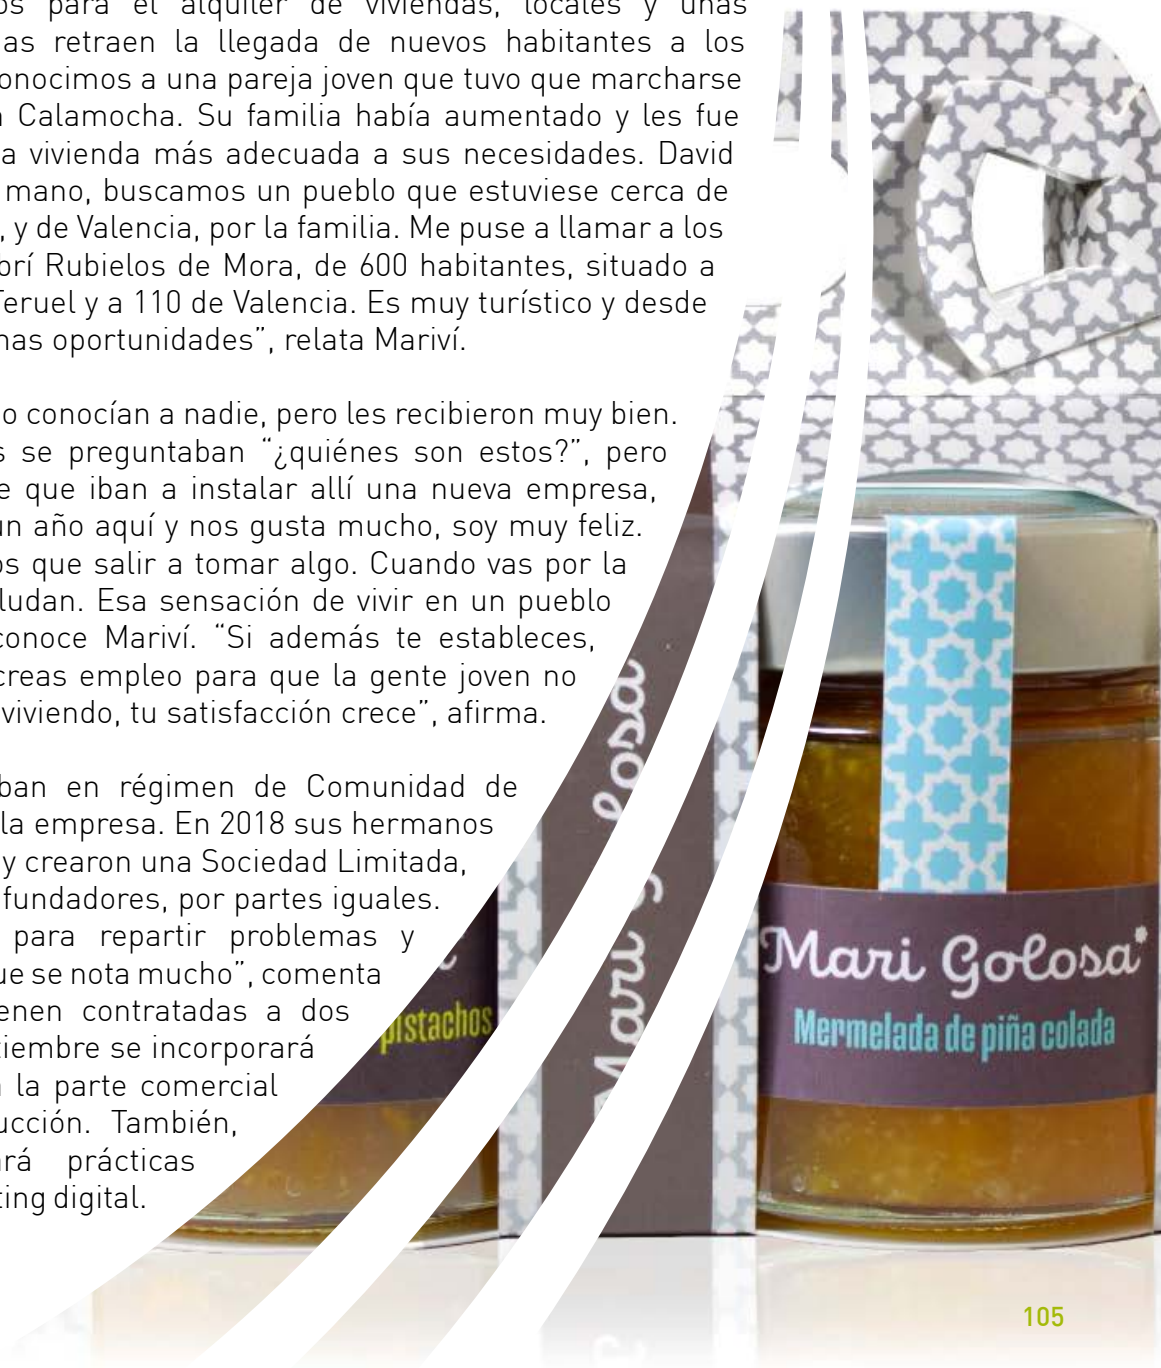 os para el alquiler de viviendas, locales y unas
as retraen la llegada de nuevos habitantes a los
onocimos a una pareja joven que tuvo que marcharse
Calamocha. Su familia había aumentado y les fue
a vivienda más adecuada a sus necesidades. David
mano, buscamos un pueblo que estuviese cerca de
, y de Valencia, por la familia. Me puse a llamar a los
brí Rubielos de Mora, de 600 habitantes, situado a
Teruel y a 110 de Valencia. Es muy turístico y desde
nas oportunidades”, relata Mariví.
o conocían a nadie, pero les recibieron muy bien.
s se preguntaban “¿quiénes son estos?”, pero
e que iban a instalar allí una nueva empresa,
un año aquí y nos gusta mucho, soy muy feliz.
os que salir a tomar algo. Cuando vas por la
ludan. Esa sensación de vivir en un pueblo
conoce Mariví. “Si además te estableces,
creas empleo para que la gente joven no
viviendo, tu satisfacción crece”, afirma.
ban en régimen de Comunidad de
la empresa. En 2018 sus hermanos
y crearon una Sociedad Limitada,
fundadores, por partes iguales.
para repartir problemas y
ue se nota mucho”, comenta
enen contratadas a dos
tiembre se incorporará
a la parte comercial
ucción. También,
ará prácticas
ting digital.
pistachos
Mari Golosa
Mari Golosa*
Mermelada de piña colada
105